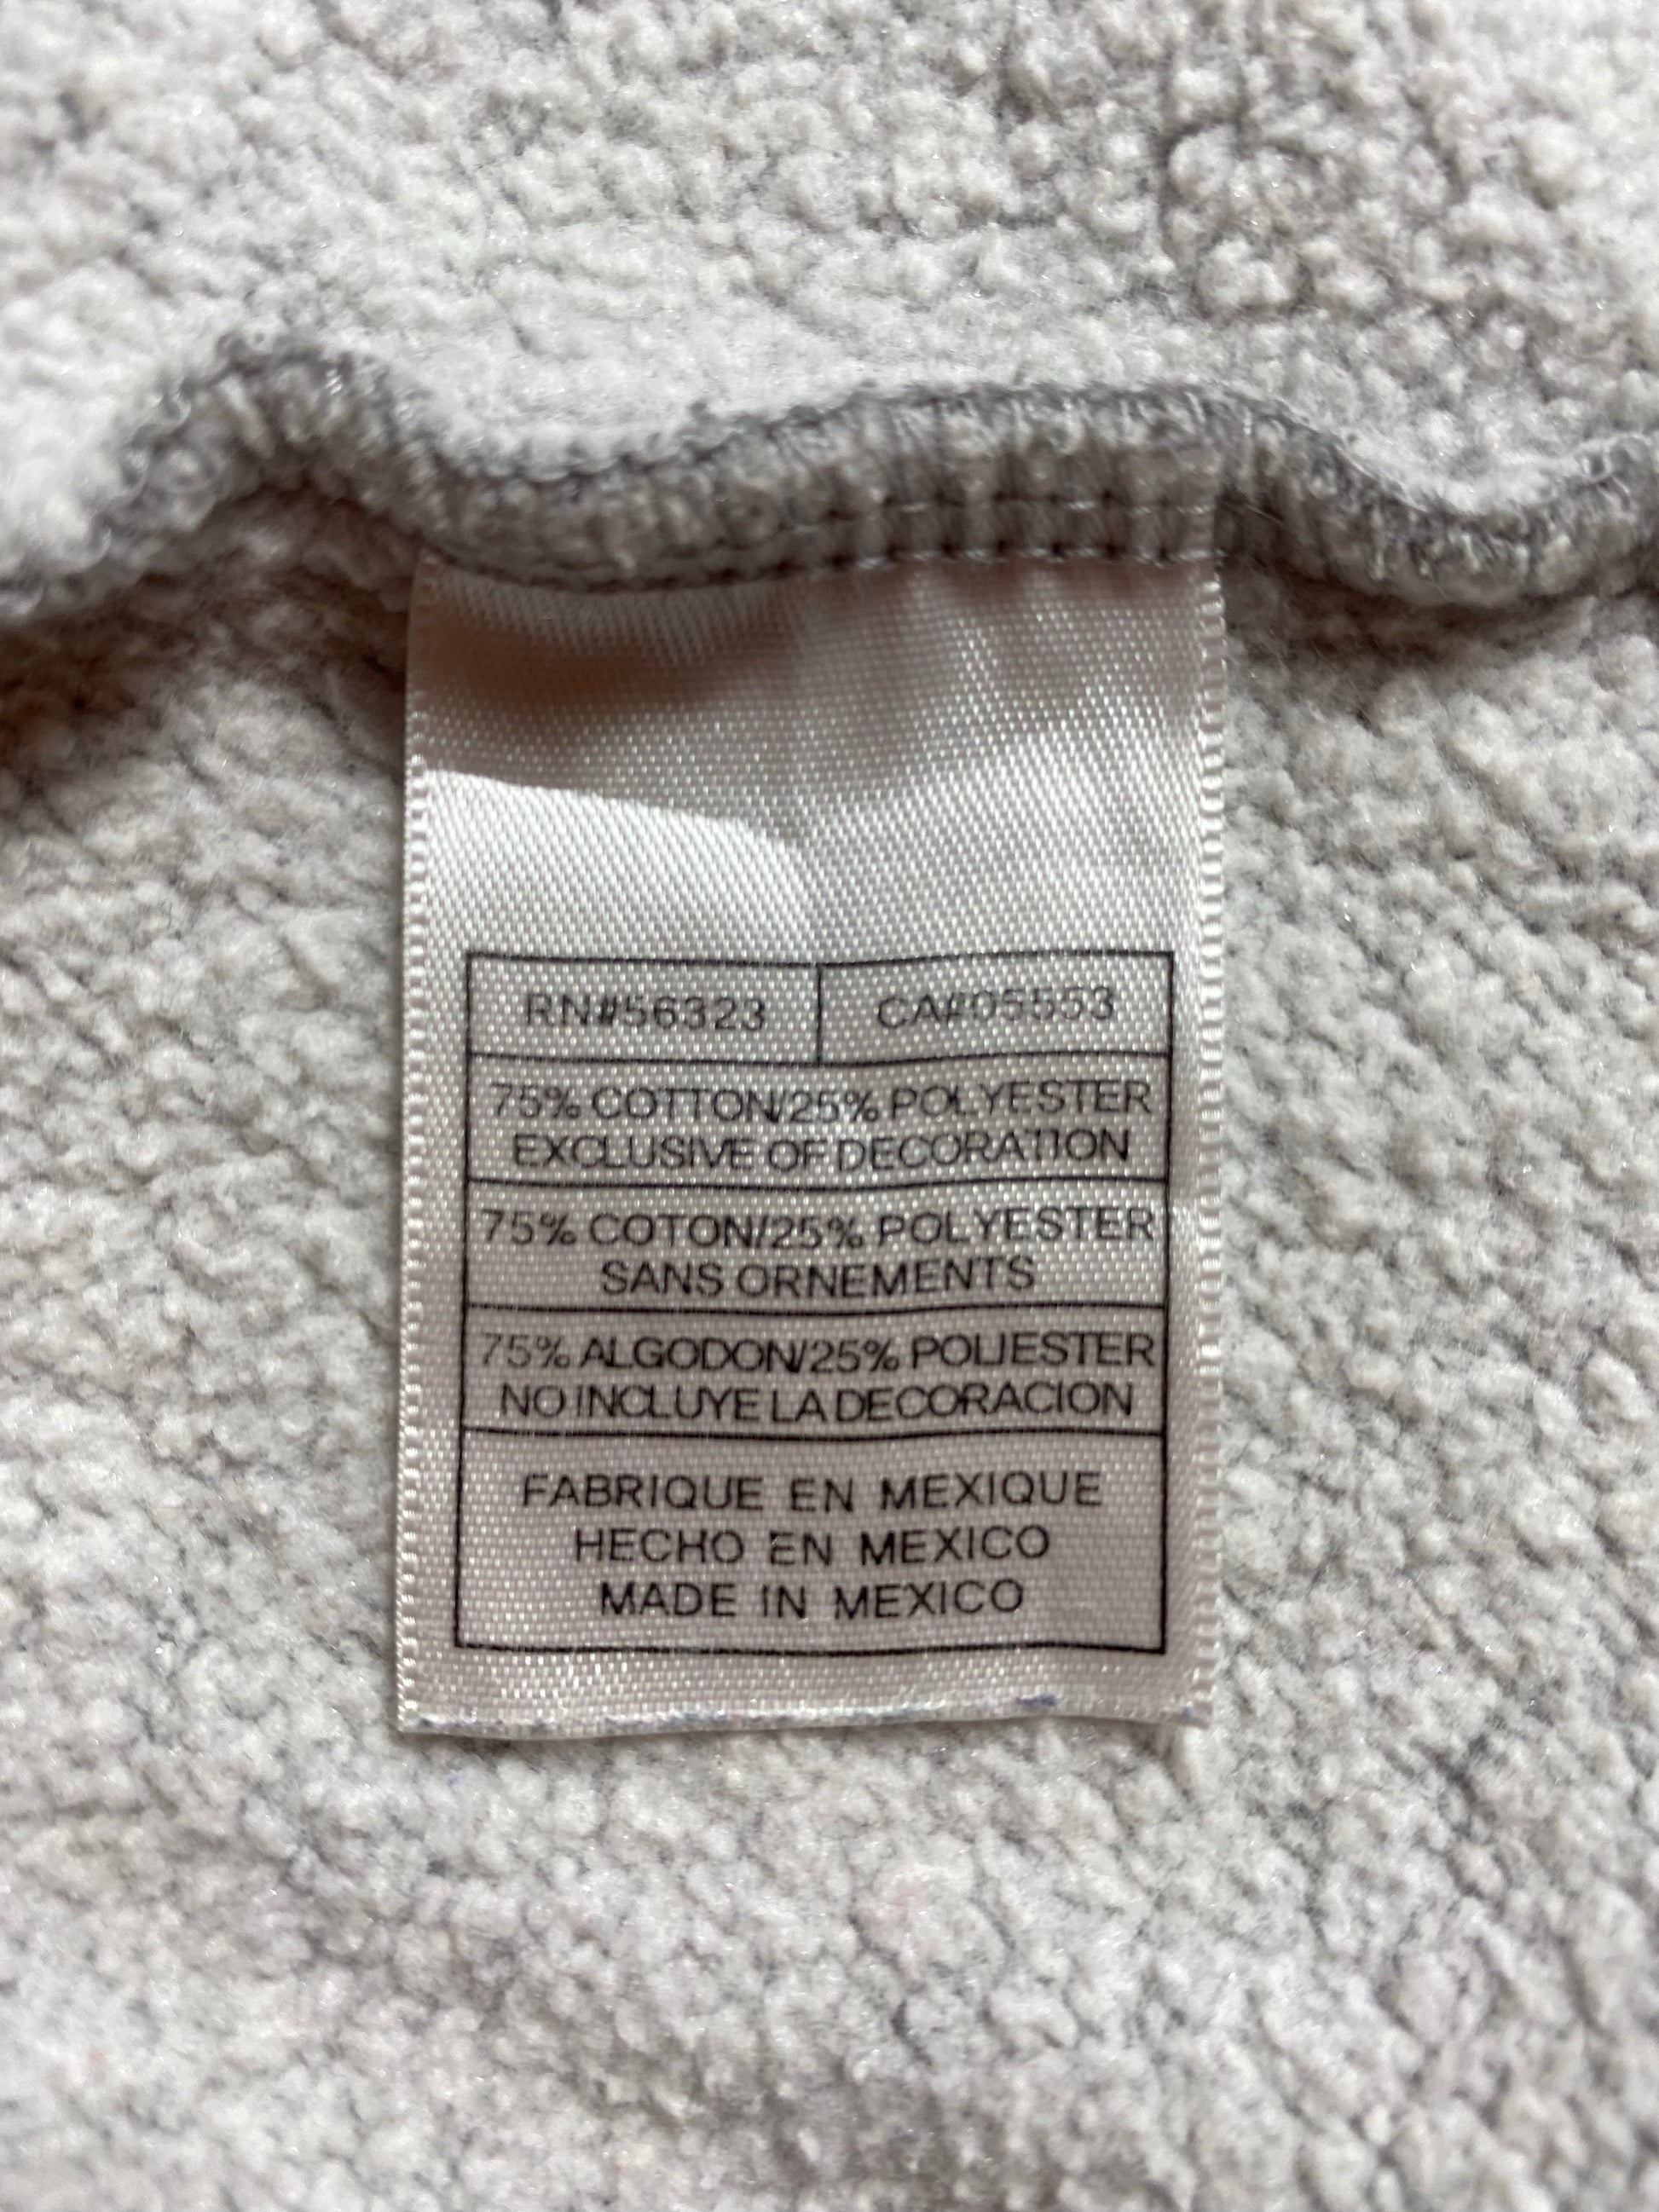 RN#56323 CA#05553
75% COTTON/25% POLYESTER
EXCLUSIVE OF DECORATION
75% COTON/25% POLYESTER
SANS ORNEMENTS
75% ALGODON/25% POLIESTER
NO INCLUYE LA DECORACION
FABRIQUE EN MEXIQUE
HECHO EN MEXICO
MADE IN MEXICO